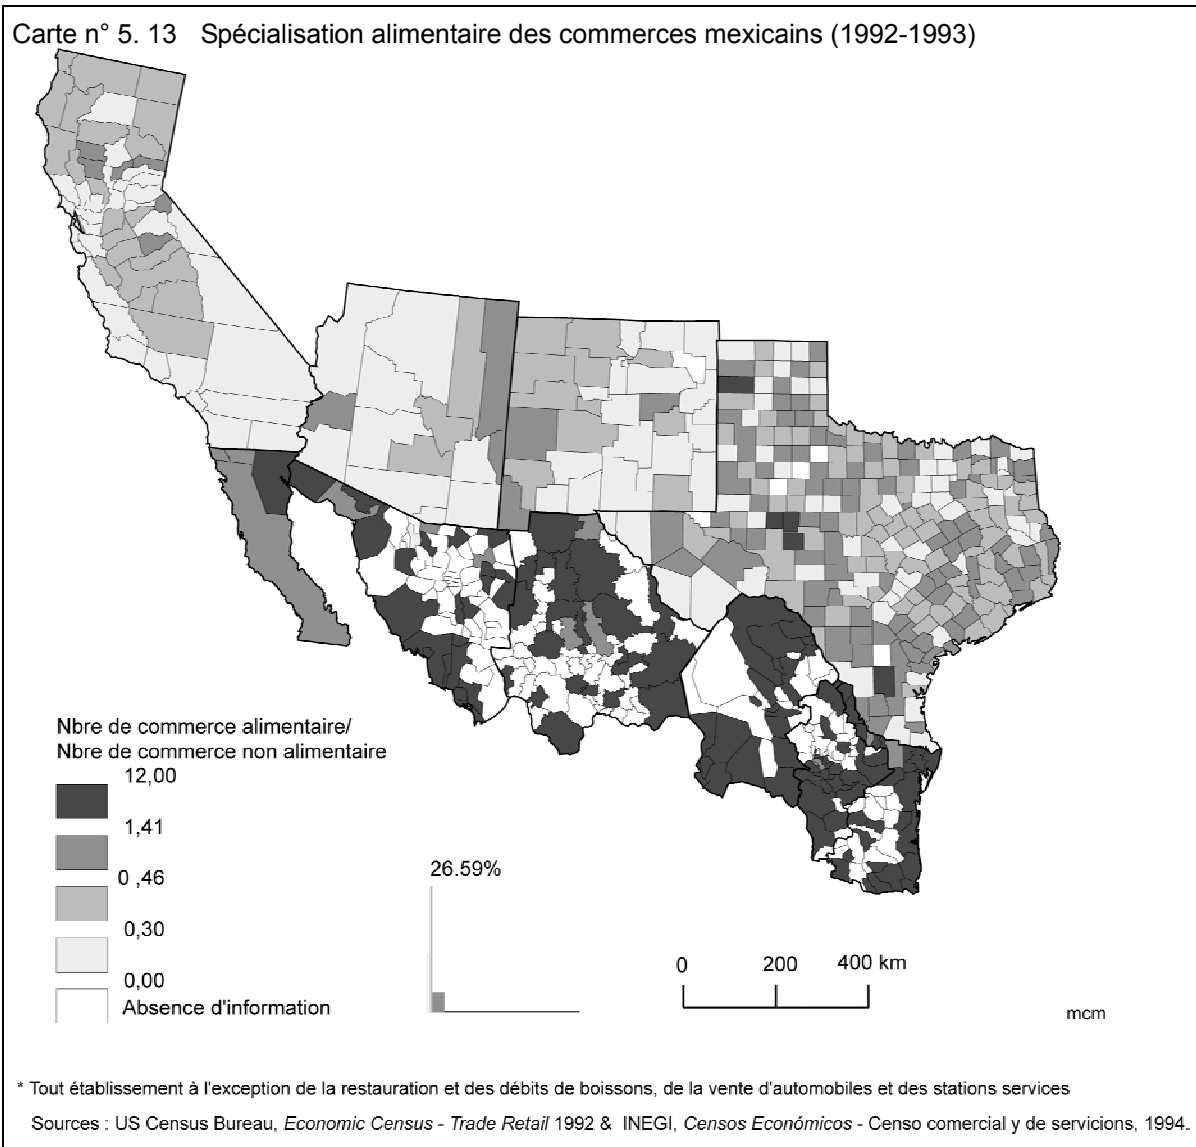 Carte n° 5. 13 Spécialisation alimentaire des commerces mexicains (1992-1993)
Nbre de commerce alimentaire/
Nbre de commerce non alimentaire
12,00
1,41
0 ,46
0,30
0,00
Absence d'information
26.59%
0 200 400 km
mcm
* Tout établissement à l'exception de la restauration et des débits de boissons, de la vente d'automobiles et des stations services
Sources : US Census Bureau, Economic Census - Trade Retail 1992 & INEGI, Censos Económicos - Censo comercial y de servicions, 1994.